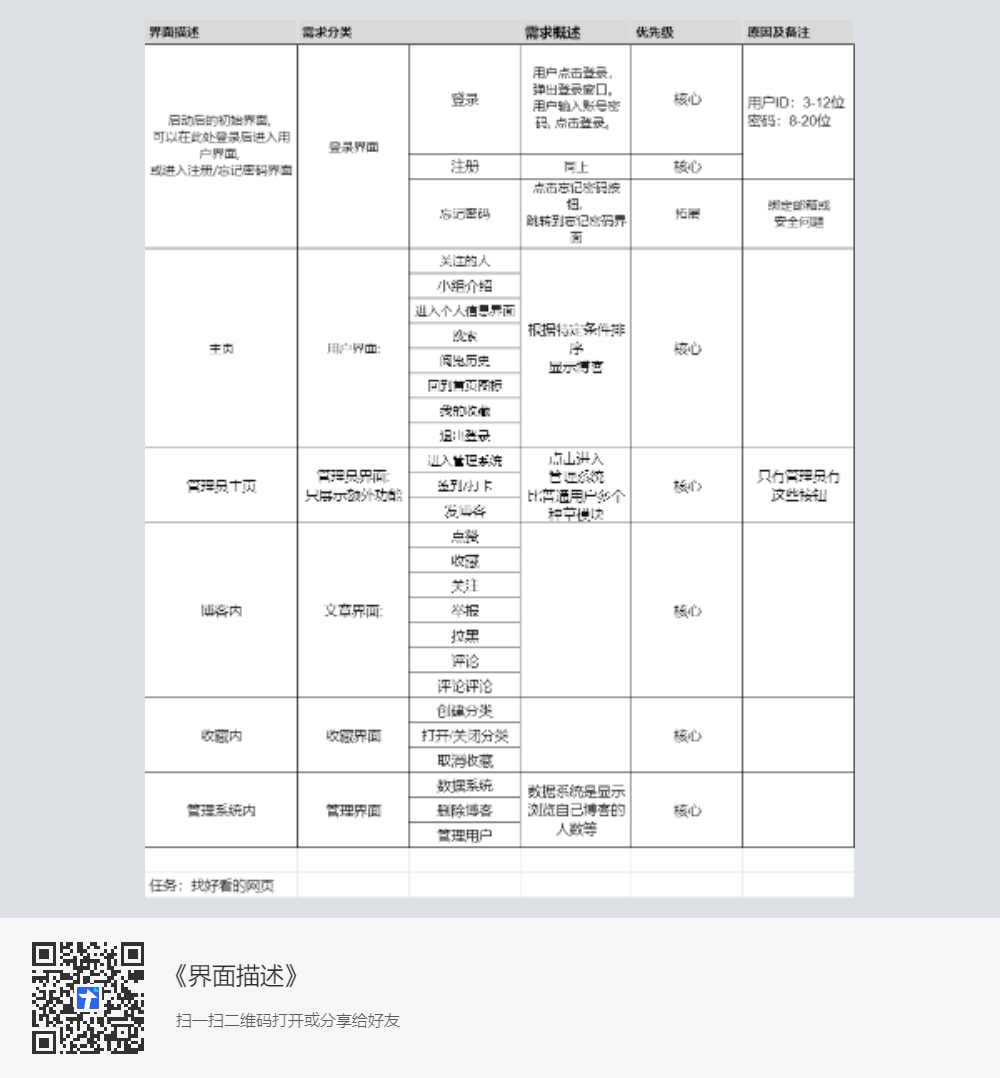 界面描述
需求分类
需求概述
优先级
原因及备注
启动后的初始界面,
可以在此处登录后进入用
户界面,
或进入注册/忘记密码界面
登录界面
登录
用户点击登录,
弹出登录窗口。
用户输入账号密
码, 点击登录。
核心
用户ID：3-12位
密码：8-20位
注册
同上
核心
忘记密码
点击忘记密码按
钮,
跳转到忘记密码界
面
拓展
绑定邮箱或
安全问题
主页
用户界面:
关注的人
小组介绍
进入个人信息界面
搜索
阅览历史
回到首页图标
我的收藏
退出登录
根据特定条件排
序
显示博客
核心
管理员主页
管理员界面:
只展示额外功能
进入管理系统
签到/打卡
发博客
点击进入
管理系统
比普通用户多个
种草模块
核心
只有管理员有
这些按钮
博客内
文章界面:
点赞
收藏
关注
举报
拉黑
评论
评论评论
核心
收藏内
收藏界面
创建分类
打开/关闭分类
取消收藏
核心
管理系统内
管理界面
数据系统
删除博客
管理用户
数据系统是显示
浏览自己博客的
人数等
核心
任务：找好看的网页
《界面描述》
扫一扫二维码打开或分享给好友